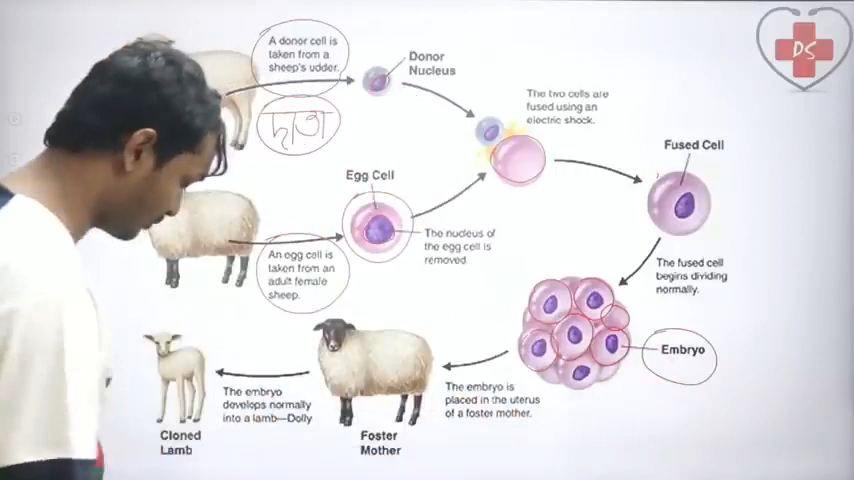 A donor cell is
taken from a
sheep's udder.
Donor
Nucleus
DS
দাতা
The two cells are
fused using an
electric shock.
Fused Cell
Egg Cell
The nucleus of
the egg cell is
removed.
An egg cell is
taken from an
adult female
sheep.
The fused cell
begins dividing
normally.
Embryo
The embryo is
placed in the uterus
of a foster mother.
The embryo
develops normally
into a lamb—Dolly
Cloned
Lamb
Foster
Mother